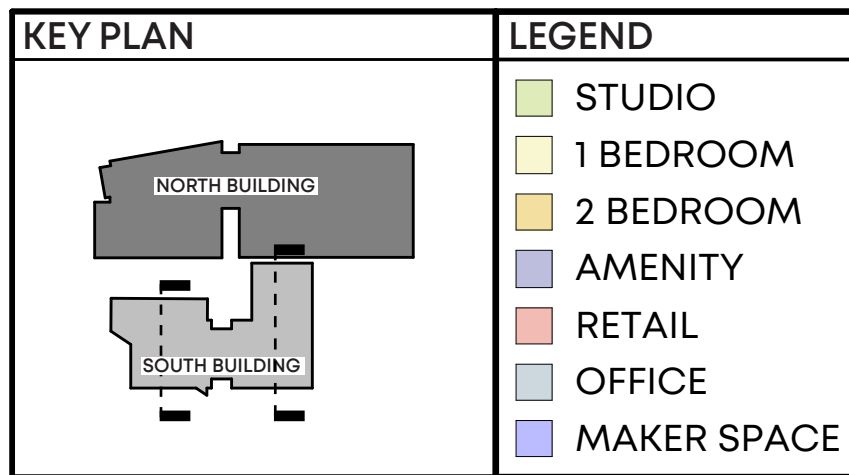 KEY PLAN
NORTH BUILDING
SOUTH BUILDING
LEGEND
STUDIO
1 BEDROOM
2 BEDROOM
AMENITY
RETAIL
OFFICE
MAKER SPACE